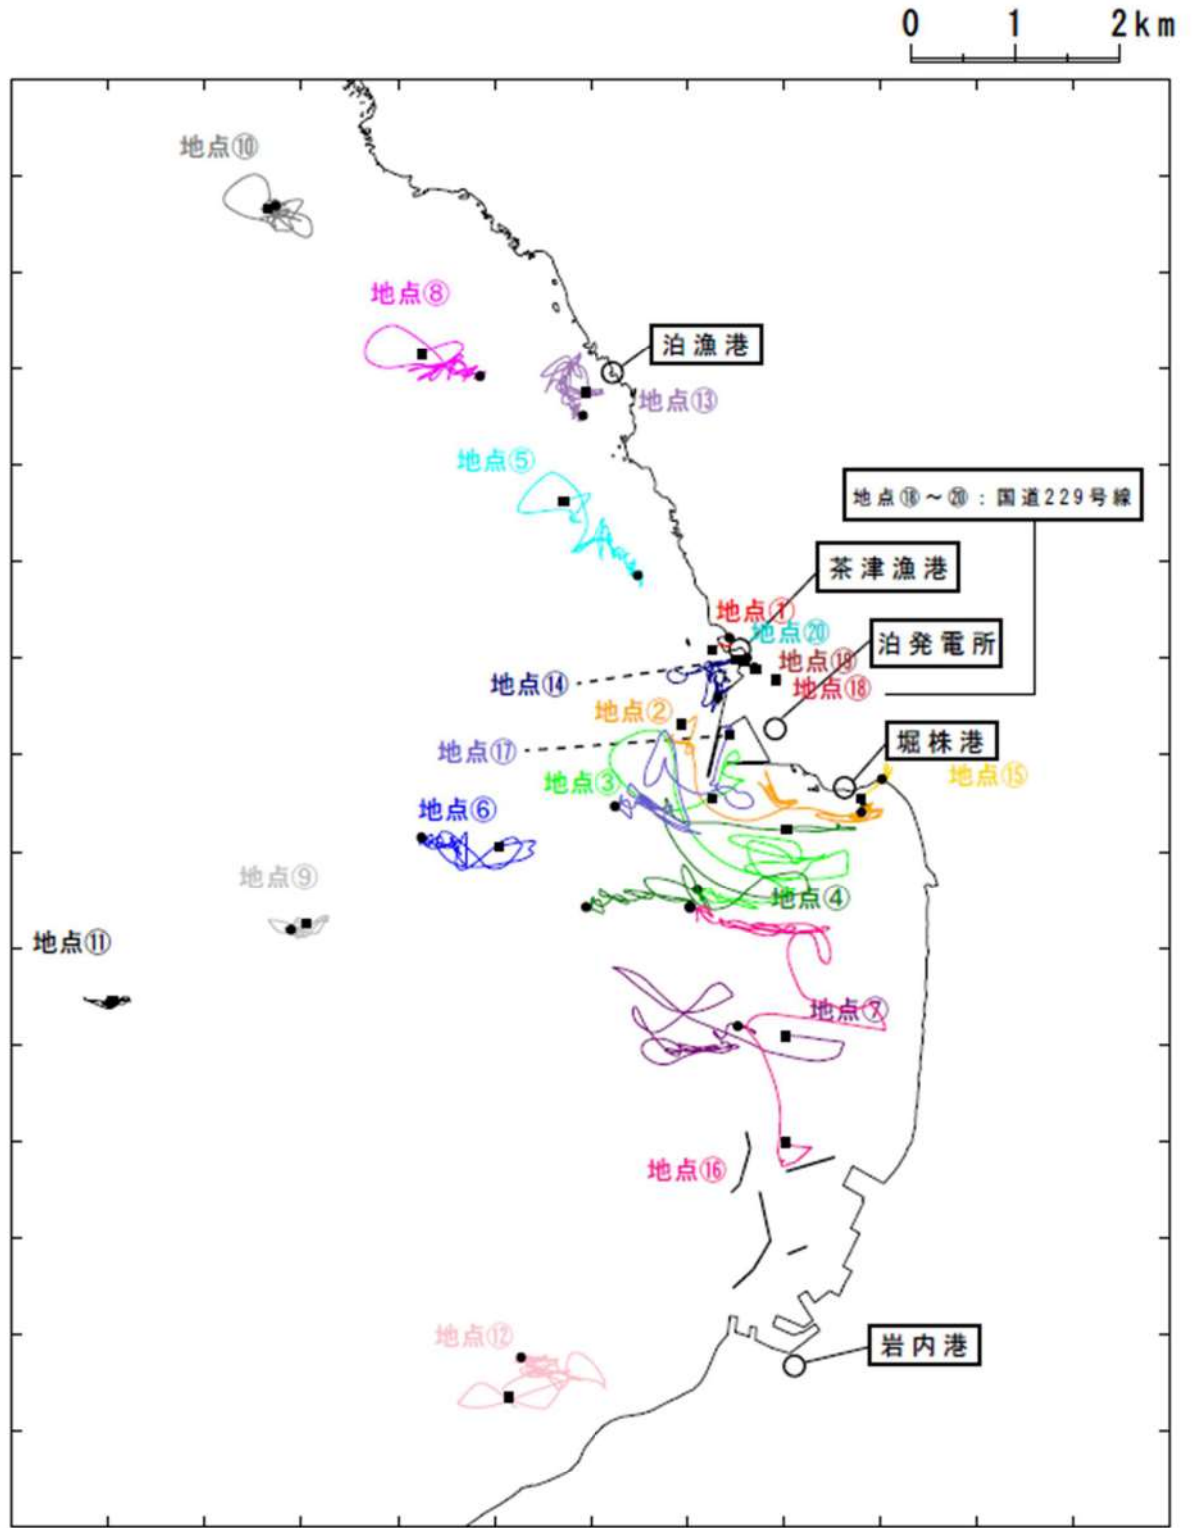 0 1 2km
地点⑩
地点⑧
泊漁港
地点⑬
地点⑤
地点⑱～⑳：国道229号線
茶津漁港
地点①
地点⑳
泊発電所
地点⑲
地点⑭
地点⑱
地点②
堀株港
地点⑰
地点⑮
地点③
地点⑥
地点⑨
地点④
地点⑪
地点⑦
地点⑯
地点⑫
岩内港